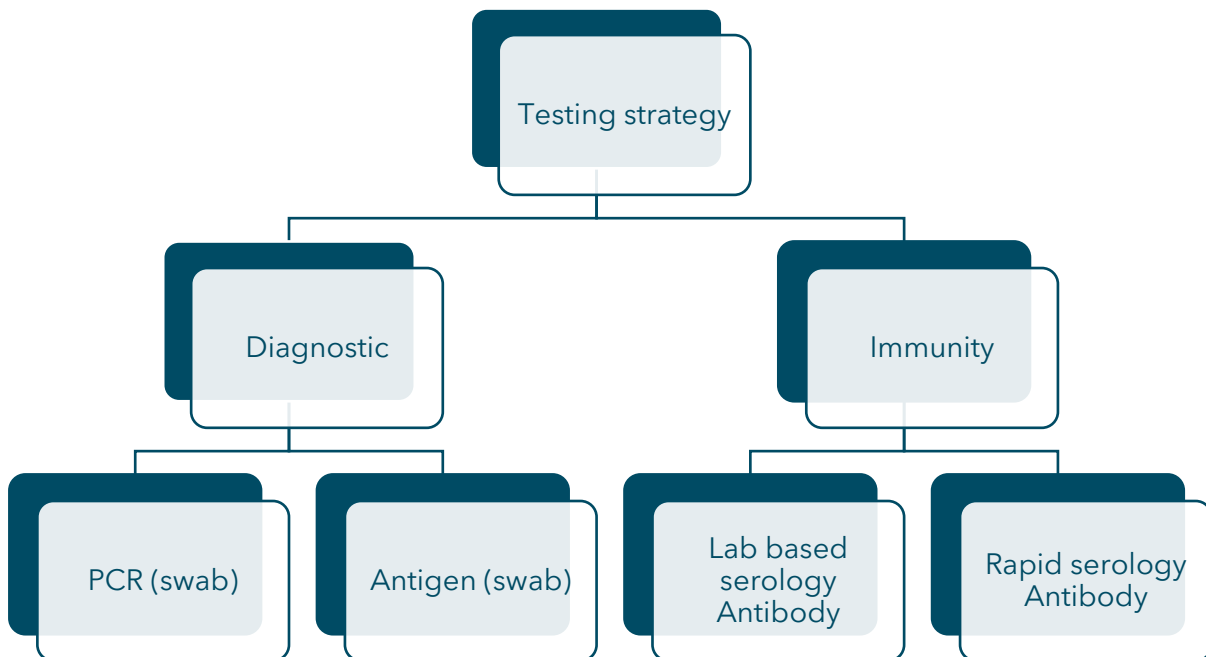 Testing strategy
Diagnostic
Immunity
PCR (swab)
Antigen (swab)
Lab based
serology
Antibody
Rapid serology
Antibody